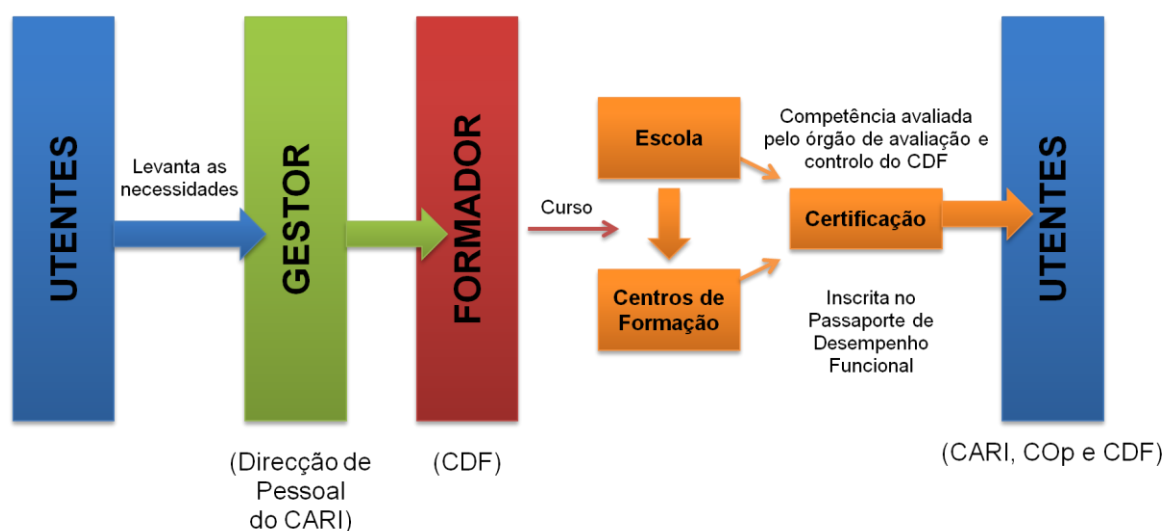 UTENTES
Levanta as
necessidades
GESTOR
(Direcção de
Pessoal
do CARI)
FORMADOR
(CDF)
Curso
Escola
Centros de
Formação
Competência avaliada
pelo órgão de avaliação e
controlo do CDF
Certificação
Inscrita no
Passaporte de
Desempenho
Funcional
UTENTES
(CARI, COp e CDF)